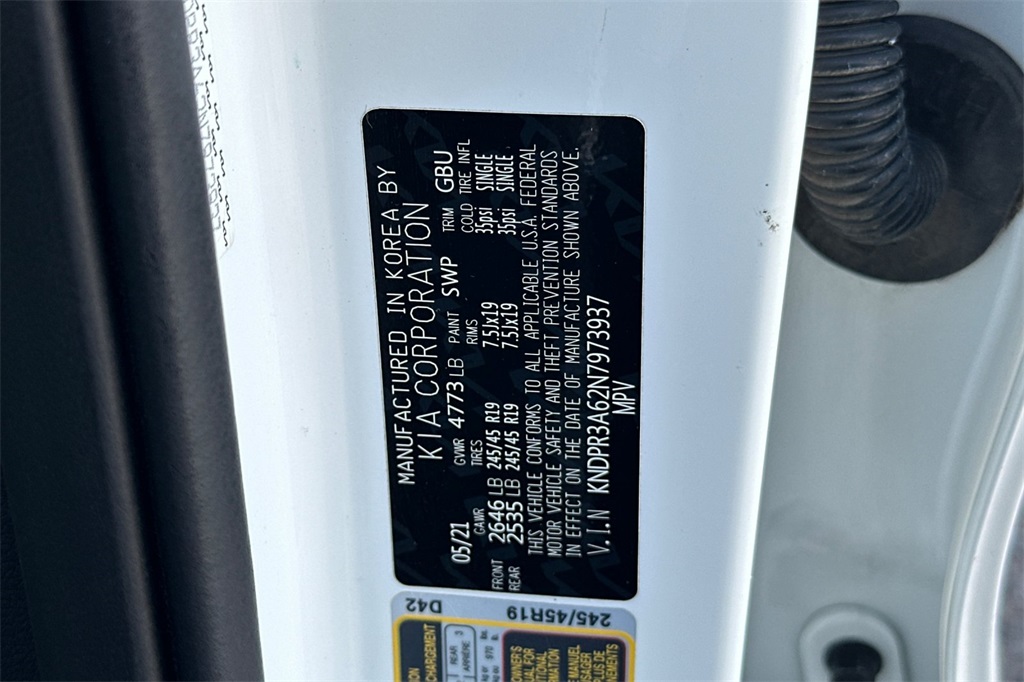 MANUFACTURED IN KOREA BY
KIA CORPORATION
05/21 GVWR 4773 LB PAINT SWP TRIM GBU
GAWR TIRES RIMS COLD TIRE INFL
FRONT 2646 LB 245/45 R19 7.5Jx19 35psi SINGLE
REAR 2535 LB 245/45 R19 7.5Jx19 35psi SINGLE
THIS VEHICLE CONFORMS TO ALL APPLICABLE U.S.A. FEDERAL
MOTOR VEHICLE SAFETY AND THEFT PREVENTION STANDARDS
IN EFFECT ON THE DATE OF MANUFACTURE SHOWN ABOVE.
V.I.N KNDPR3A62N7973937
MPV
D42
245/45R19
REAR 3
ARRIÈRE